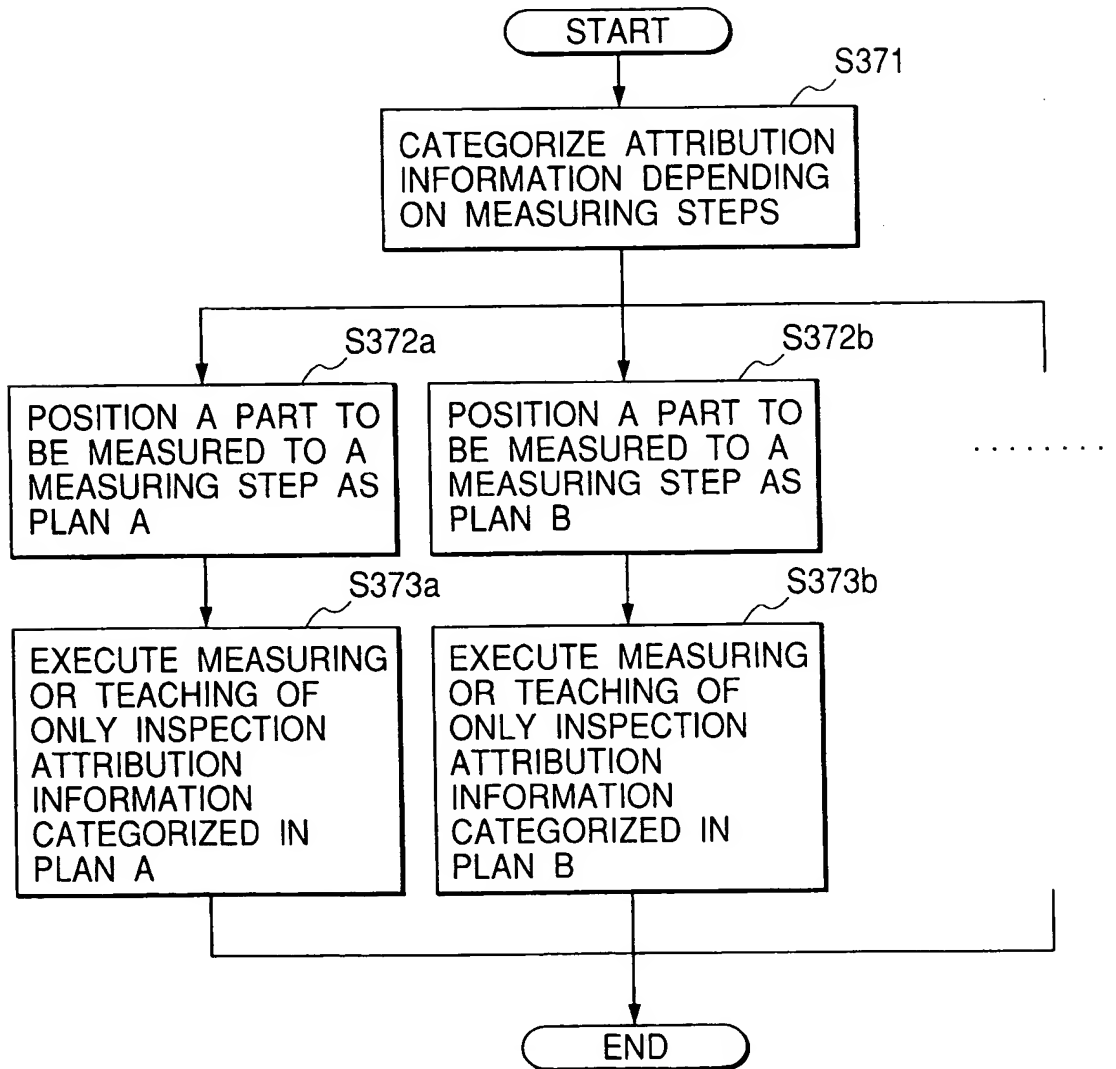 START
S371
CATEGORIZE ATTRIBUTION
INFORMATION DEPENDING
ON MEASURING STEPS
S372a
POSITION A PART TO
BE MEASURED TO A
MEASURING STEP AS
PLAN A
S372b
POSITION A PART TO
BE MEASURED TO A
MEASURING STEP AS
PLAN B
........
S373a
EXECUTE MEASURING
OR TEACHING OF
ONLY INSPECTION
ATTRIBUTION
INFORMATION
CATEGORIZED IN
PLAN A
S373b
EXECUTE MEASURING
OR TEACHING OF
ONLY INSPECTION
ATTRIBUTION
INFORMATION
CATEGORIZED IN
PLAN B
END